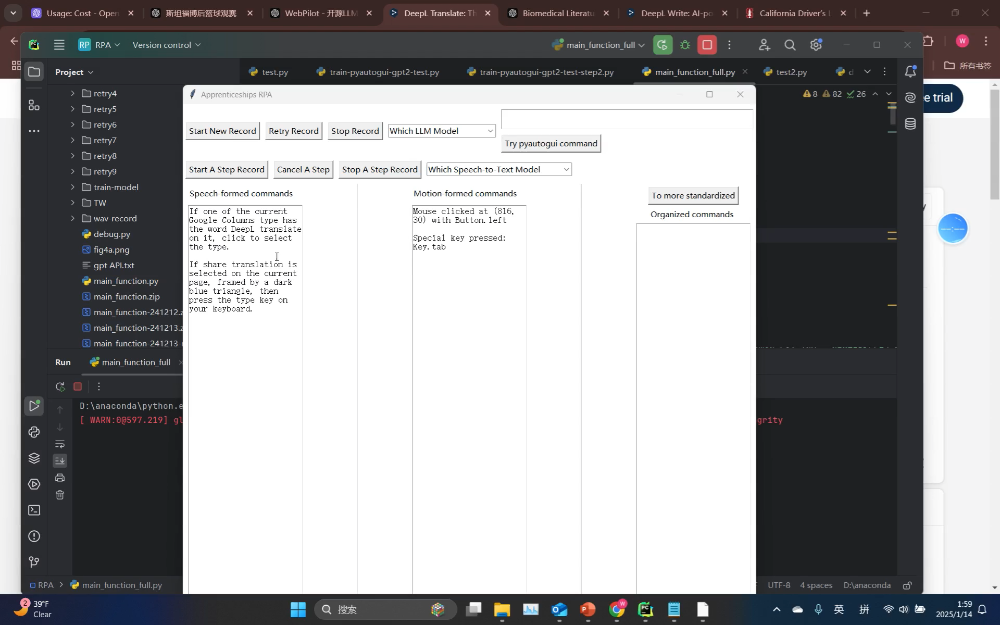 Usage: Cost - Open
斯坦福博后篮球观赛
WebPilot - 开源LLM
DeepL Translate: Th
Biomedical Literatu
DeepL Write: AI-po
California Driver's L
W
所有书签
RP RPA
Version control
main_function_full
Project
test.py
train-pyautogui-gpt2-test.py
train-pyautogui-gpt2-test-step2.py
main_function_full.py
test2.py
d
8 82 26
e trial
retry4
retry5
retry6
retry7
retry8
retry9
train-model
TW
wav-record
debug.py
fig4a.png
gpt API.txt
main_function.py
main_function.zip
main_function-241212.z
main_function-241213.z
main_function-241213-r
Apprenticeships RPA
Start New Record
Retry Record
Stop Record
Which LLM Model
Try pyautogui command
Start A Step Record
Cancel A Step
Stop A Step Record
Which Speech-to-Text Model
Speech-formed commands
If one of the current
Google Columns type has
the word DeepL translate
on it, click to select
the type.
If share translation is
selected on the current
page, framed by a dark
blue triangle, then
press the type key on
your keyboard.
Motion-formed commands
Mouse clicked at (816,
30) with Button.left
Special key pressed:
Key.tab
To more standardized
Organized commands
y
--:--
Run
main_function_full
D:\anaconda\python.e
[ WARN:0@597.219] gl
grity
RPA
main_function_full.py
UTF-8
4 spaces
D:\anaconda
2
39°F
Clear
搜索
W
英
拼
1:59
2025/1/14